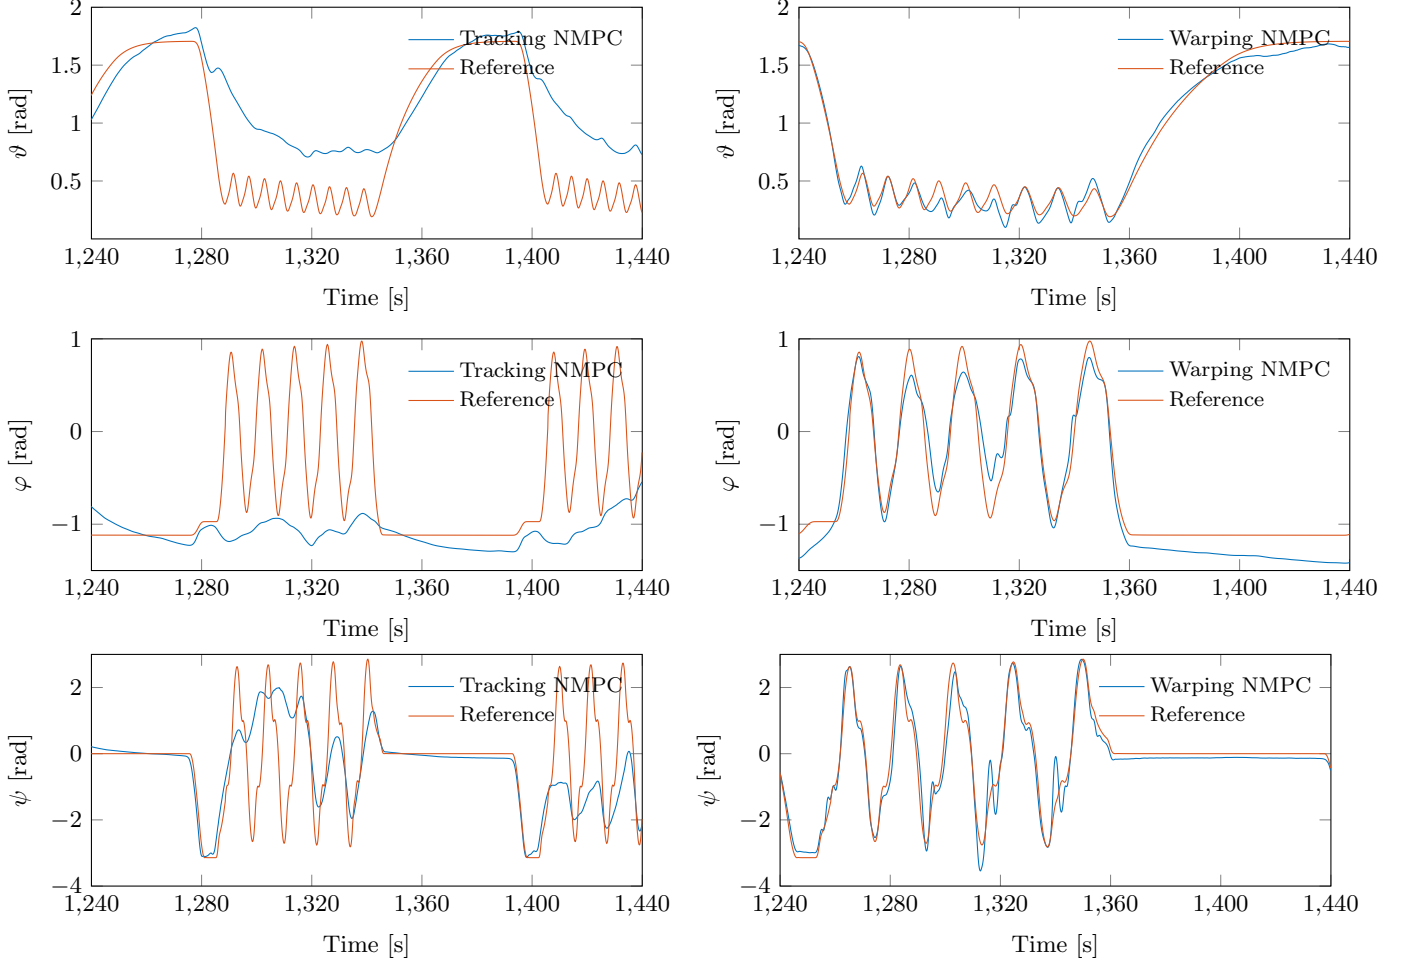 2
1.5
1
0.5
ϑ [rad]
Tracking NMPC
Reference
1,240 1,280 1,320 1,360 1,400 1,440
Time [s]
2
1.5
1
0.5
ϑ [rad]
Warping NMPC
Reference
1,240 1,280 1,320 1,360 1,400 1,440
Time [s]
1
0
−1
φ [rad]
Tracking NMPC
Reference
1,240 1,280 1,320 1,360 1,400 1,440
Time [s]
1
0
−1
φ [rad]
Warping NMPC
Reference
1,240 1,280 1,320 1,360 1,400 1,440
Time [s]
2
0
−2
−4
ψ [rad]
Tracking NMPC
Reference
1,240 1,280 1,320 1,360 1,400 1,440
Time [s]
2
0
−2
−4
ψ [rad]
Warping NMPC
Reference
1,240 1,280 1,320 1,360 1,400 1,440
Time [s]